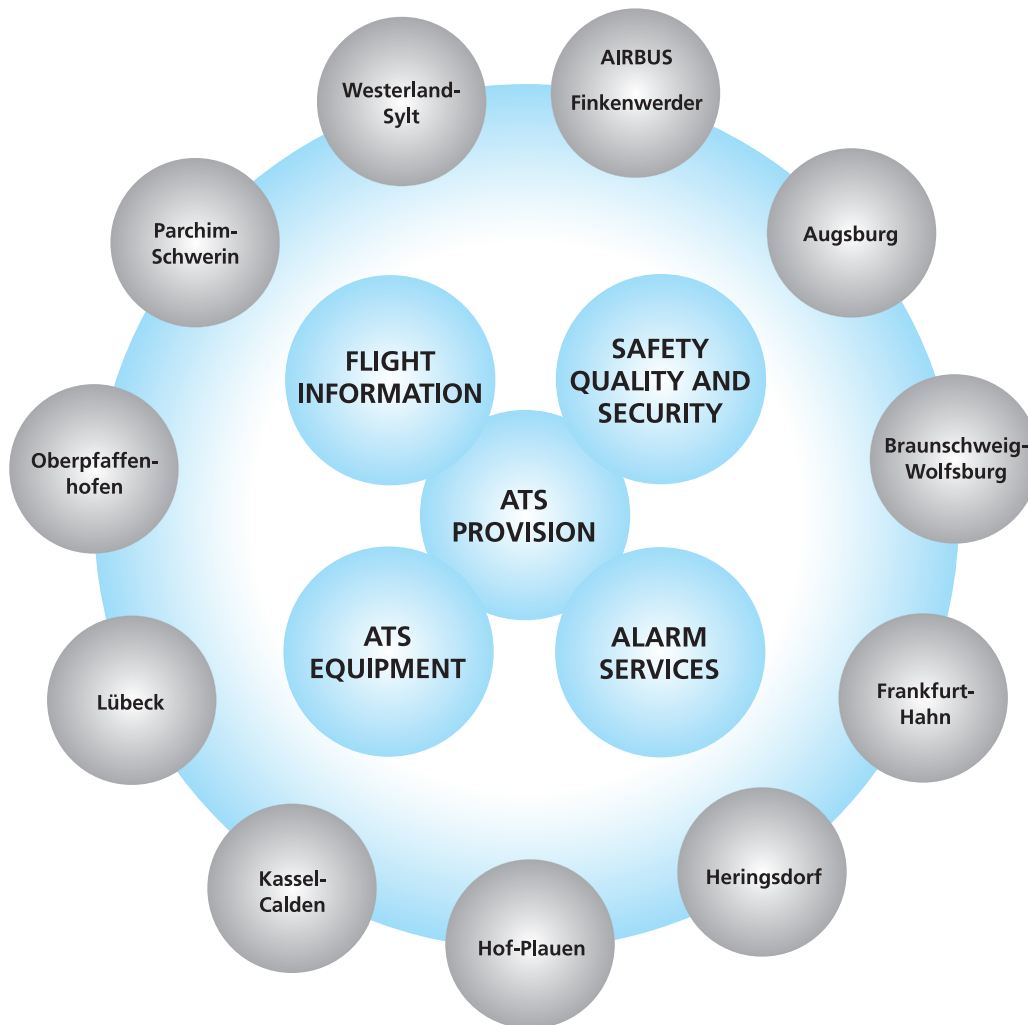 AIRBUS
Finkenwerder
Westerland-
Sylt
Augsburg
Parchim-
Schwerin
FLIGHT
INFORMATION
SAFETY
QUALITY AND
SECURITY
Oberpfaffen-
hofen
Braunschweig-
Wolfsburg
ATS
PROVISION
ATS
EQUIPMENT
ALARM
SERVICES
Lübeck
Frankfurt-
Hahn
Kassel-
Calden
Heringsdorf
Hof-Plauen